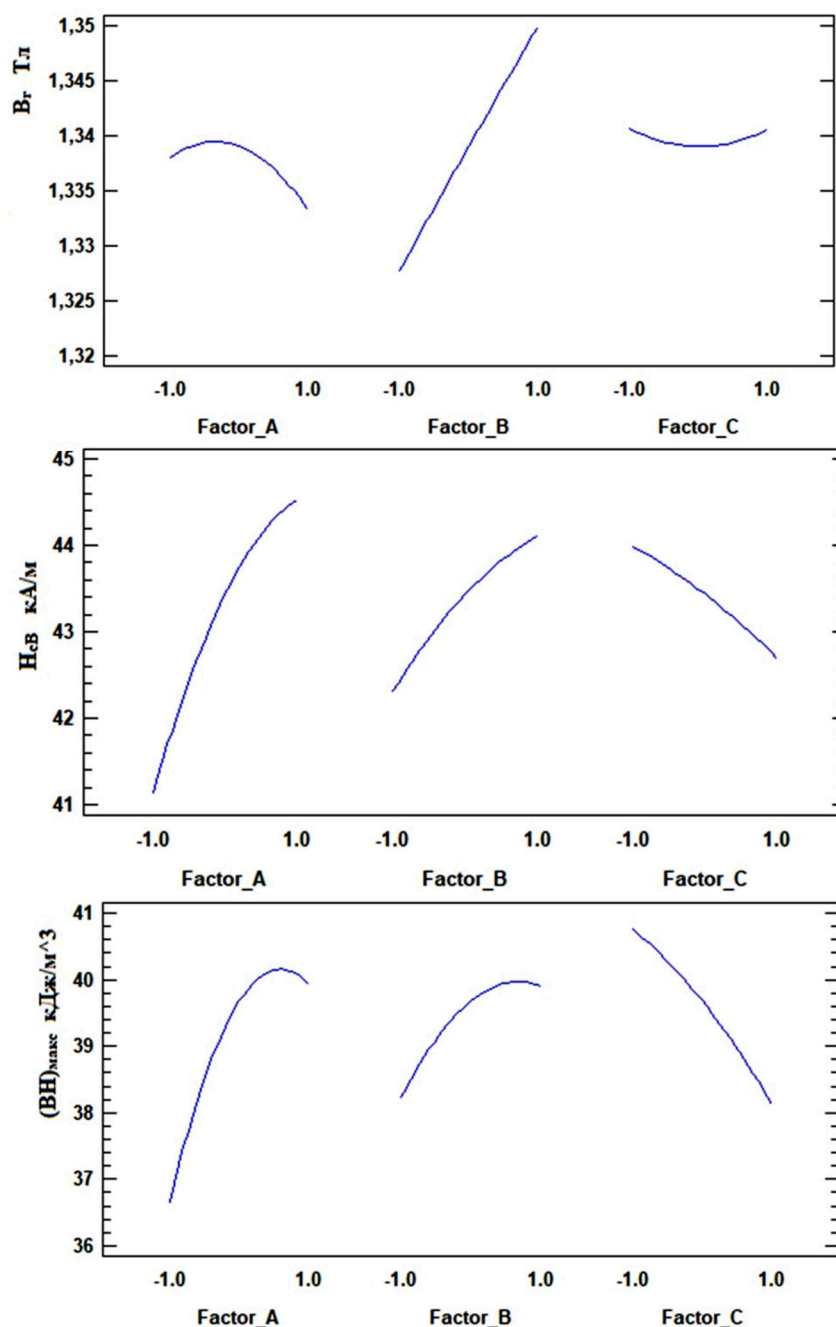 Bᵣ Тл
1,35
1,345
1,34
1,335
1,33
1,325
1,32
-1.0 1.0 -1.0 1.0 -1.0 1.0
Factor_A Factor_B Factor_C
HcB кА/м
45
44
43
42
41
-1.0 1.0 -1.0 1.0 -1.0 1.0
Factor_A Factor_B Factor_C
(BH)макс кДж/м^3
41
40
39
38
37
36
-1.0 1.0 -1.0 1.0 -1.0 1.0
Factor_A Factor_B Factor_C